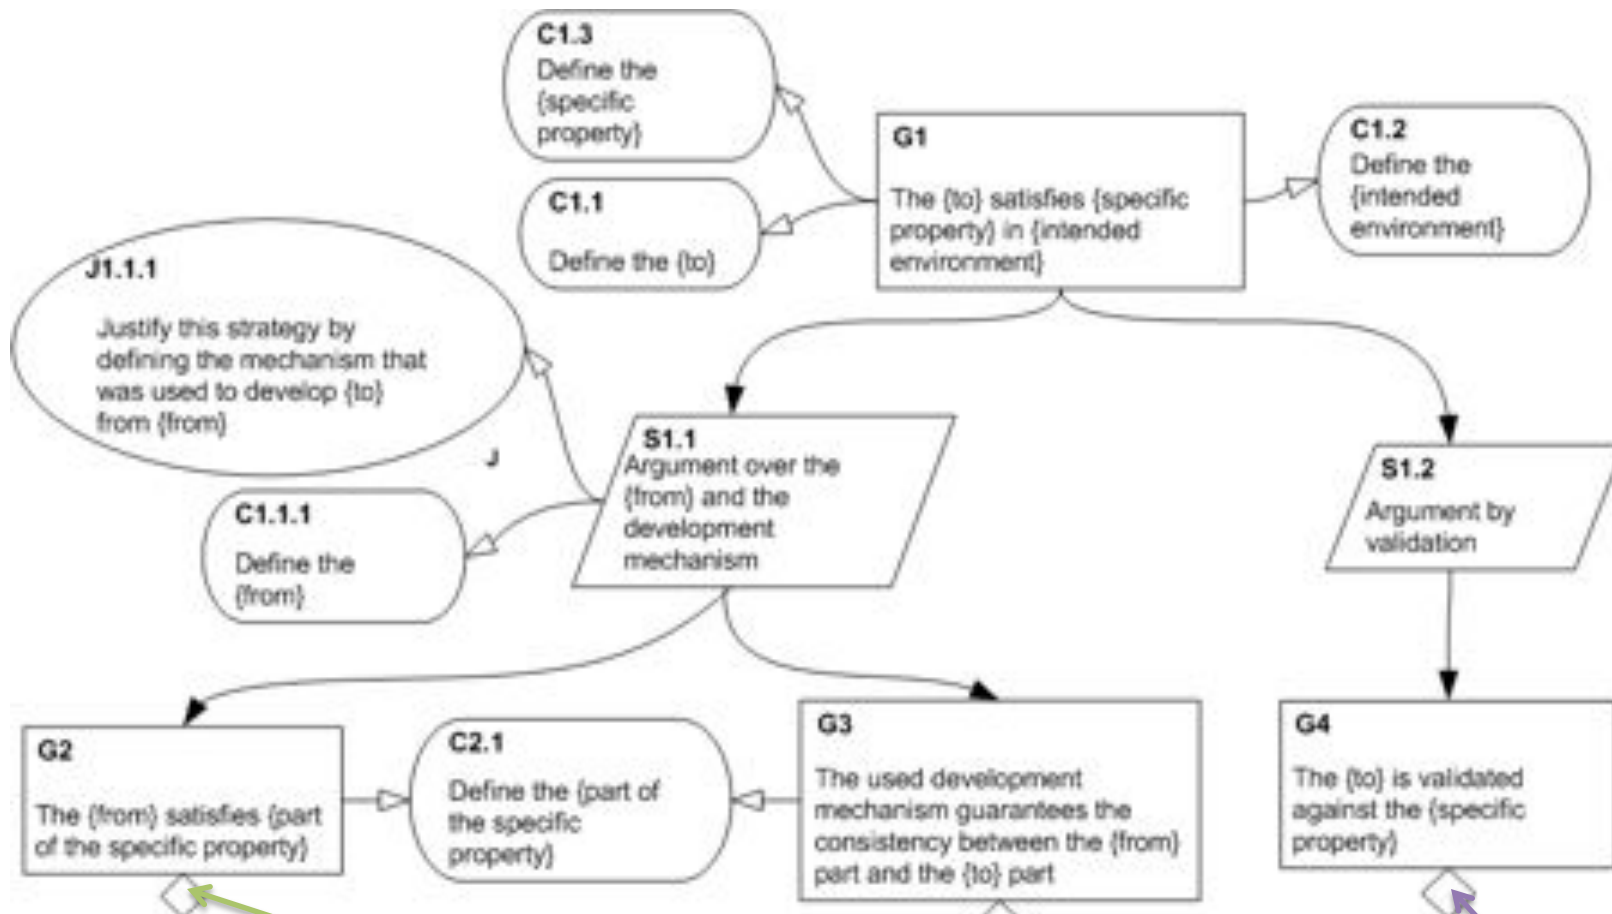 C1.3
Define the
{specific
property}
G1
The {to} satisfies {specific
property} in {intended
environment}
C1.2
Define the
{intended
environment}
C1.1
Define the {to}
J1.1.1
Justify this strategy by
defining the mechanism that
was used to develop {to}
from {from}
J
S1.1
Argument over the
{from} and the
development
mechanism
S1.2
Argument by
validation
C1.1.1
Define the
{from}
G2
The {from} satisfies {part
of the specific property}
C2.1
Define the {part of
the specific
property}
G3
The used development
mechanism guarantees the
consistency between the {from}
part and the {to} part
G4
The {to} is validated
against the {specific
property}